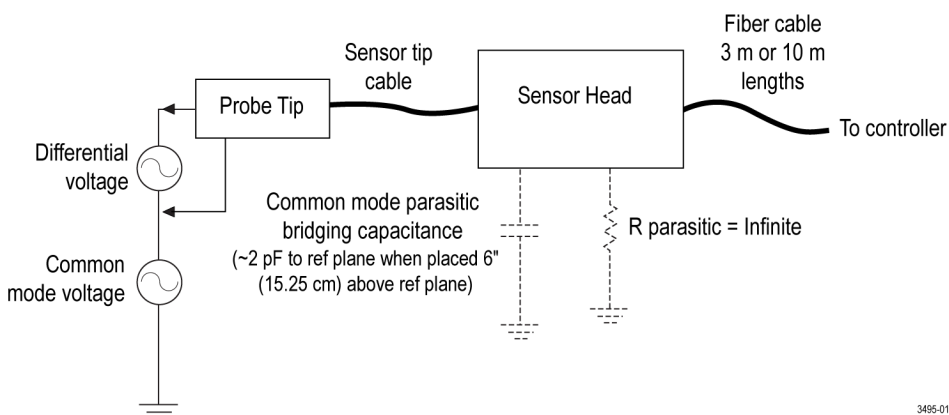 Fiber cable
3 m or 10 m
lengths
Sensor tip
cable
Probe Tip
Sensor Head
To controller
Differential
voltage
Common mode parasitic
bridging capacitance
(~2 pF to ref plane when placed 6"
(15.25 cm) above ref plane)
R parasitic = Infinite
Common
mode voltage
3495-01